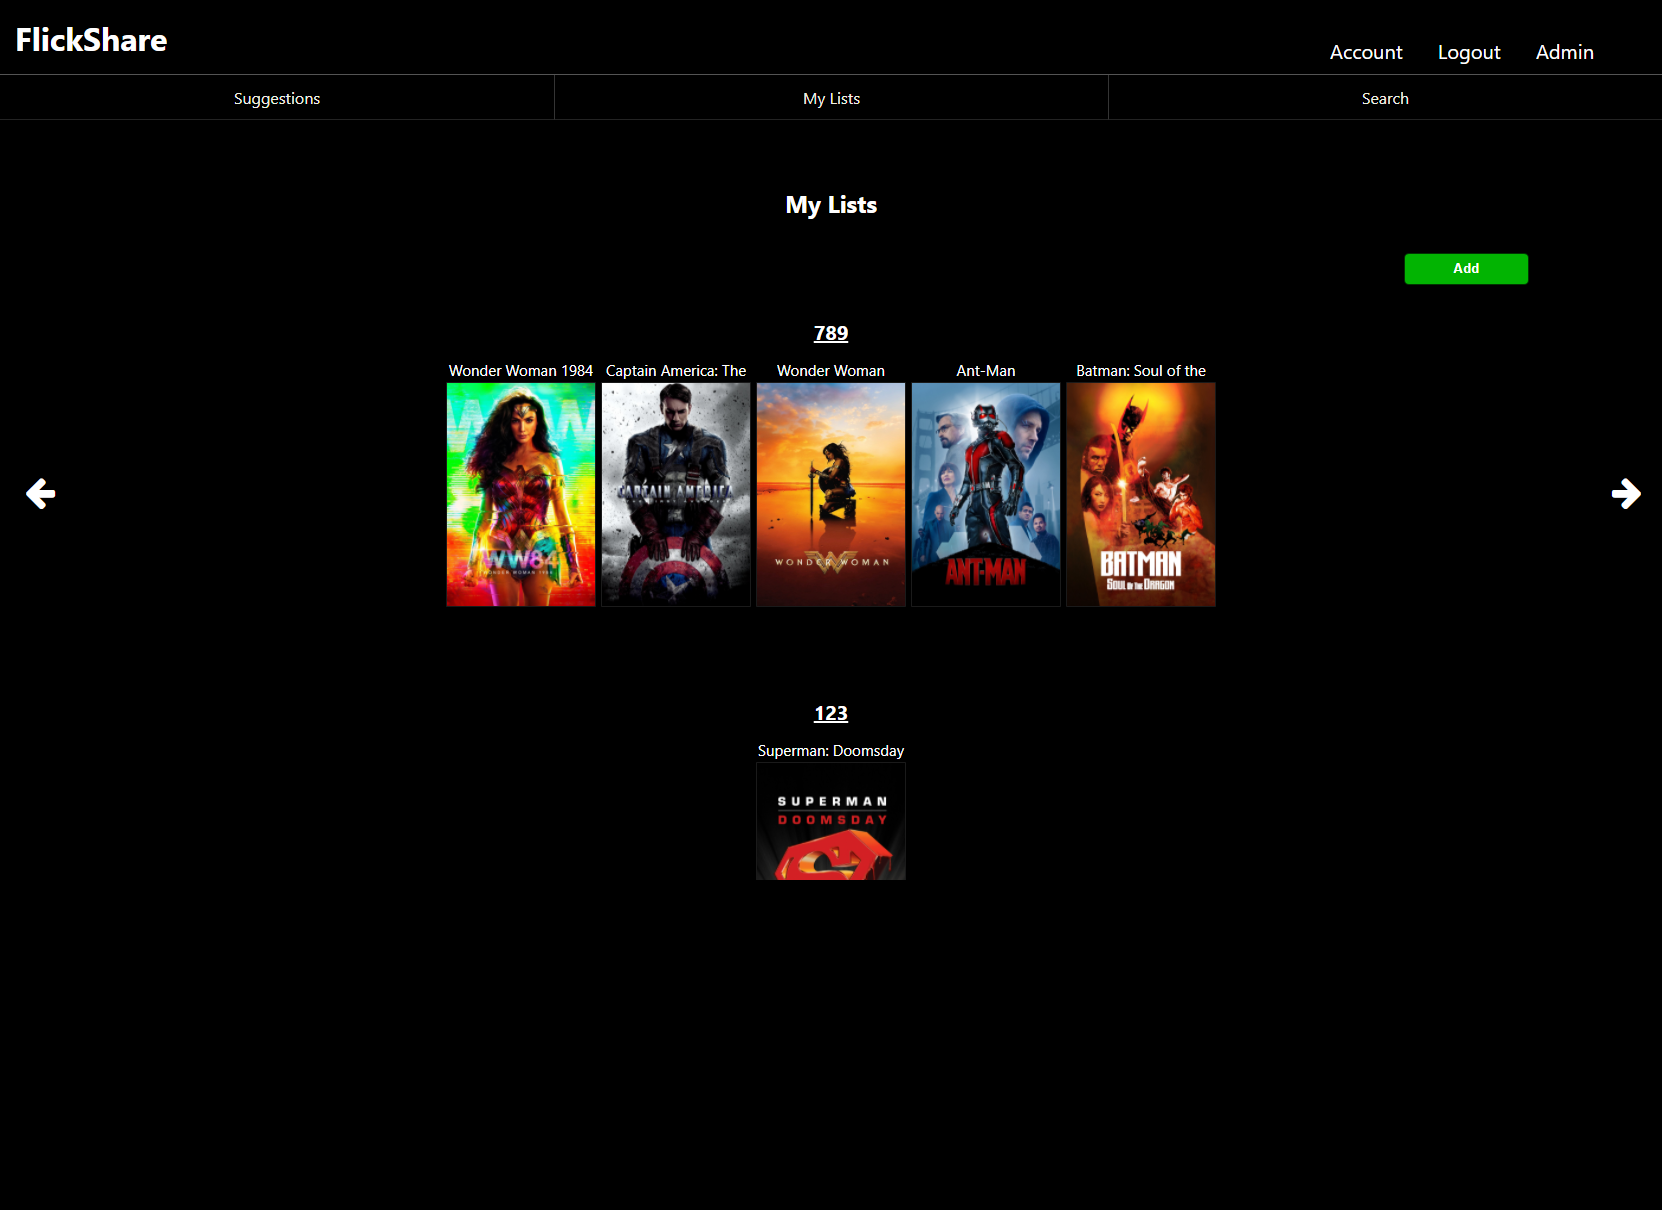 FlickShare
Account Logout Admin
Suggestions My Lists Search
My Lists
Add
789
Wonder Woman 1984 Captain America: The Wonder Woman Ant-Man Batman: Soul of the
WW84
WONDER WOMAN 1984
CAPTAIN AMERICA
WONDER WOMAN
ANT-MAN
BATMAN
SOUL OF THE DRAGON
123
Superman: Doomsday
SUPERMAN
DOOMSDAY